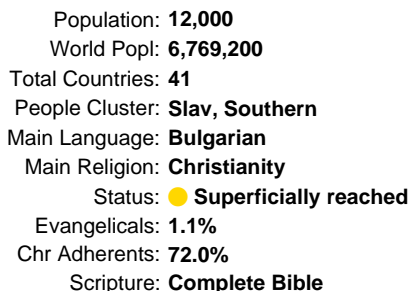 Population: 12,000
World Popl: 6,769,200
Total Countries: 41
People Cluster: Slav, Southern
Main Language: Bulgarian
Main Religion: Christianity
Status: Superficially reached
Evangelicals: 1.1%
Chr Adherents: 72.0%
Scripture: Complete Bible